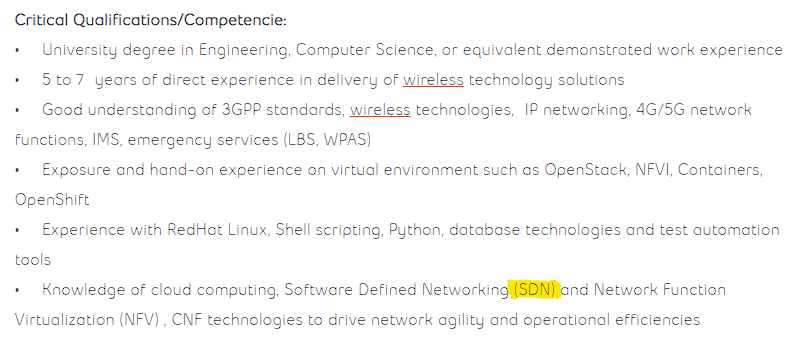 Critical Qualifications/Competencie:
• University degree in Engineering, Computer Science, or equivalent demonstrated work experience
• 5 to 7 years of direct experience in delivery of wireless technology solutions
• Good understanding of 3GPP standards, wireless technologies, IP networking, 4G/5G network
functions, IMS, emergency services (LBS, WPAS)
• Exposure and hand-on experience on virtual environment such as OpenStack, NFVI, Containers,
OpenShift
• Experience with RedHat Linux, Shell scripting, Python, database technologies and test automation
tools
• Knowledge of cloud computing, Software Defined Networking (SDN) and Network Function
Virtualization (NFV) , CNF technologies to drive network agility and operational efficiencies